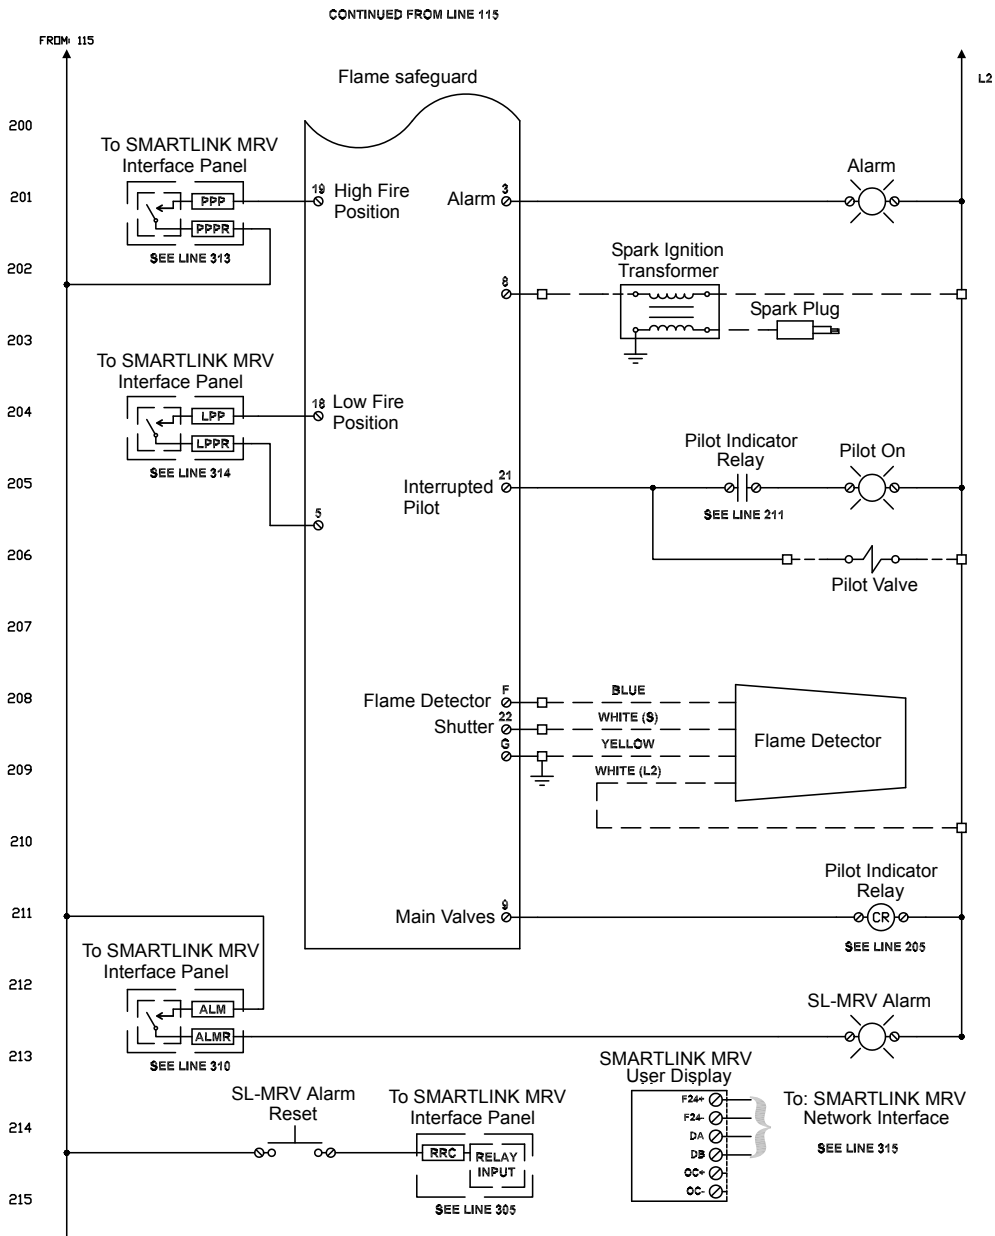 CONTINUED FROM LINE 115
FROM: 115
L2
Flame safeguard
200
To SMARTLINK MRV
Interface Panel
Alarm
201
PPP
19
High Fire
Position
Alarm
3
PPPR
SEE LINE 313
Spark Ignition
Transformer
202
8
Spark Plug
203
To SMARTLINK MRV
Interface Panel
204
LPP
18
Low Fire
Position
LPPR
SEE LINE 314
Pilot Indicator
Relay
Pilot On
205
Interrupted
Pilot
21
SEE LINE 211
5
206
Pilot Valve
207
208
Flame Detector
F
BLUE
Shutter
22
WHITE (S)
G
YELLOW
Flame Detector
209
WHITE (L2)
210
Pilot Indicator
Relay
211
Main Valves
9
CR
SEE LINE 205
To SMARTLINK MRV
Interface Panel
212
SL-MRV Alarm
ALM
ALMR
213
SEE LINE 310
SMARTLINK MRV
User Display
SL-MRV Alarm
Reset
To SMARTLINK MRV
Interface Panel
F24+
To: SMARTLINK MRV
Network Interface
214
F24-
DA
SEE LINE 315
RRC
RELAY
INPUT
DB
OC+
OC-
215
SEE LINE 305